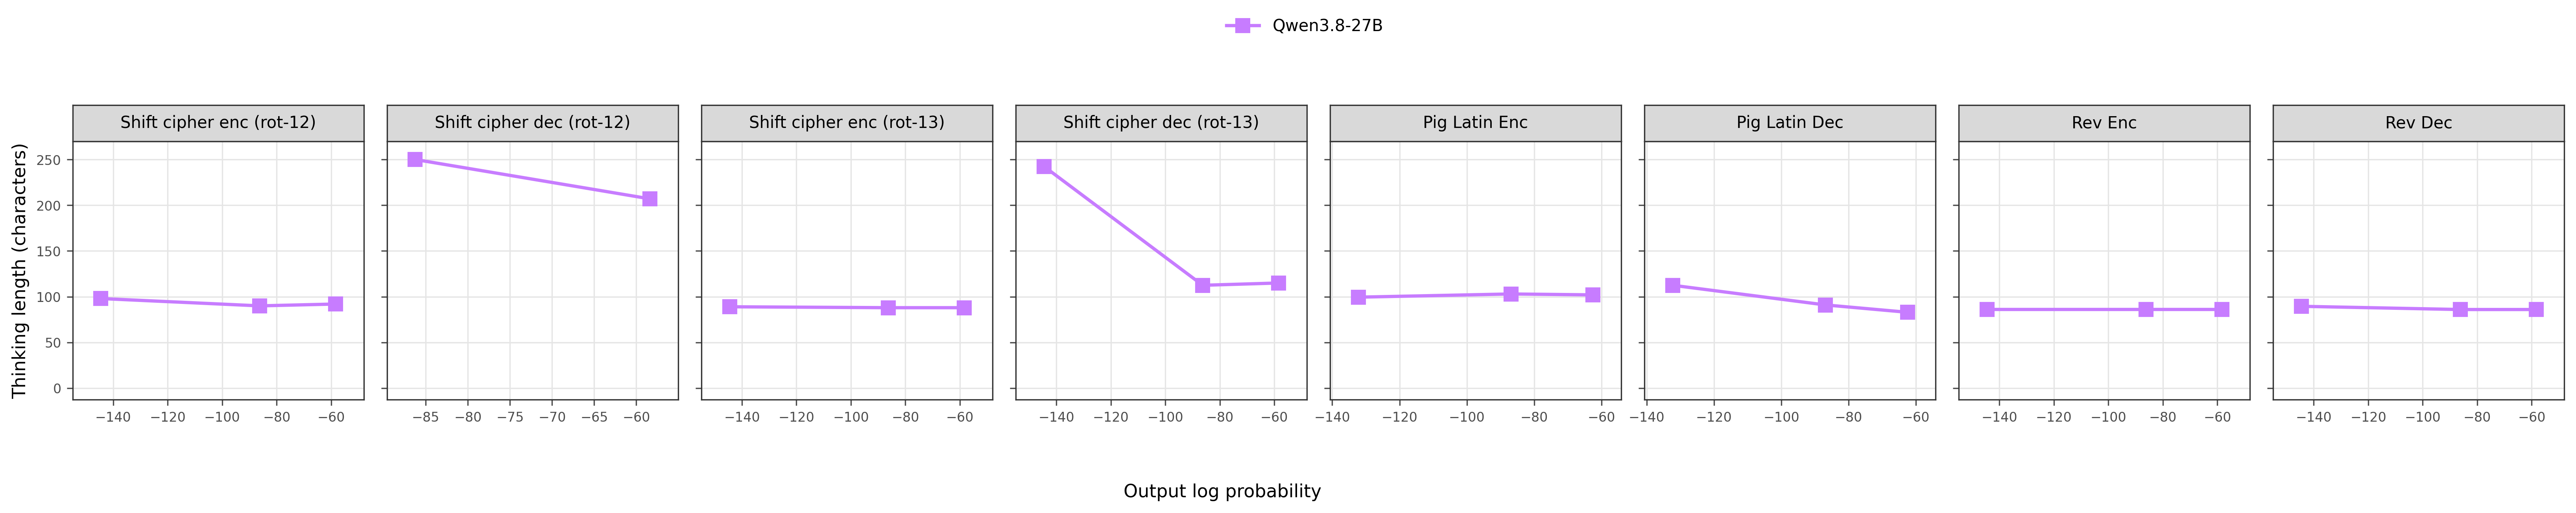 Qwen3.8-27B
Shift cipher enc (rot-12)
Shift cipher dec (rot-12)
Shift cipher enc (rot-13)
Shift cipher dec (rot-13)
Pig Latin Enc
Pig Latin Dec
Rev Enc
Rev Dec
Thinking length (characters)
250
200
150
100
50
0
−140 −120 −100 −80 −60
−85 −80 −75 −70 −65 −60
−140 −120 −100 −80 −60
−140 −120 −100 −80 −60
−140 −120 −100 −80 −60
−140 −120 −100 −80 −60
−140 −120 −100 −80 −60
−140 −120 −100 −80 −60
Output log probability